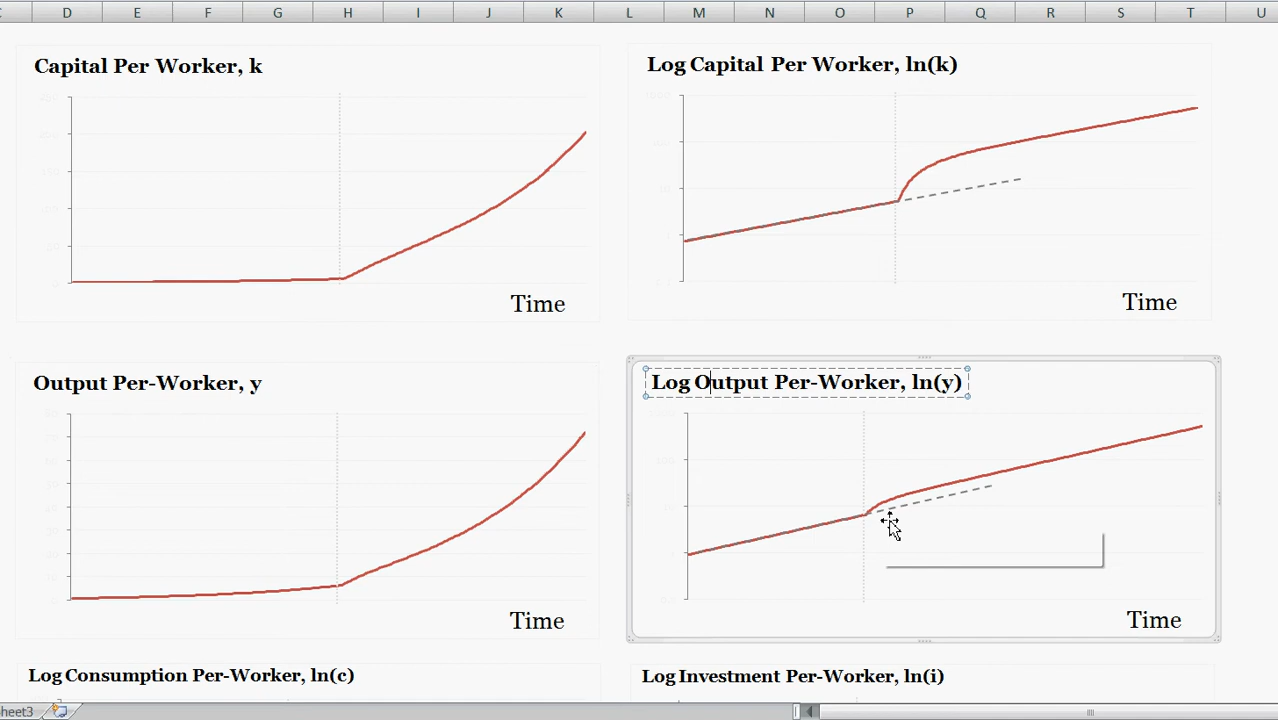 D E F G H I J K L M N O P Q R S T U
Capital Per Worker, k
Time
Log Capital Per Worker, ln(k)
Time
Output Per-Worker, y
Time
Log Output Per-Worker, ln(y)
Time
Log Consumption Per-Worker, ln(c)
Log Investment Per-Worker, ln(i)
heet3